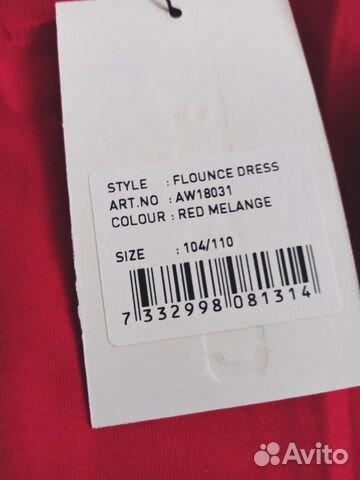 STYLE : FLOUNCE DRESS
ART.NO : AW18031
COLOUR : RED MELANGE
SIZE : 104/110
7 332998 081314
Avito